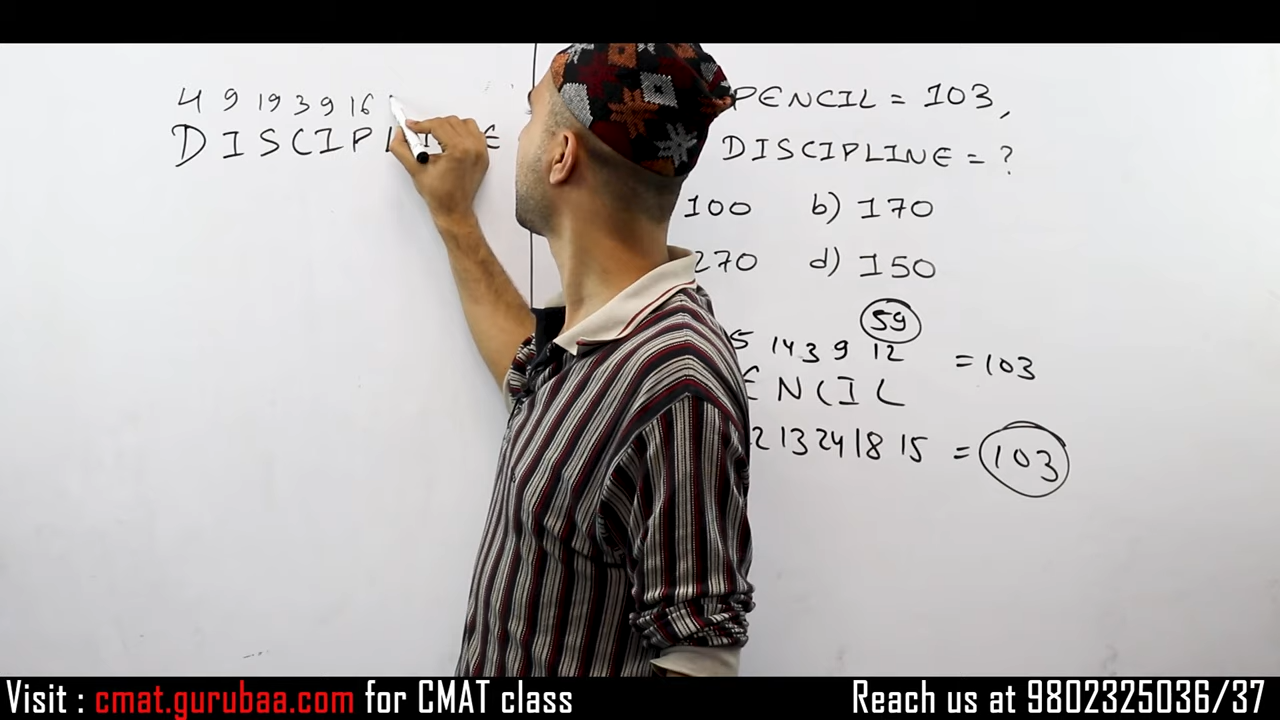 4 9 19 3 9 16
DISCIPLINE
PENCIL = 103,
DISCIPLINE = ?
100 b) 170
270 d) 150
59
5 14 3 9 12 = 103
ENCIL
2 13 24 18 15 = 103
Visit : cmat.gurubaa.com for CMAT class
Reach us at 9802325036/37